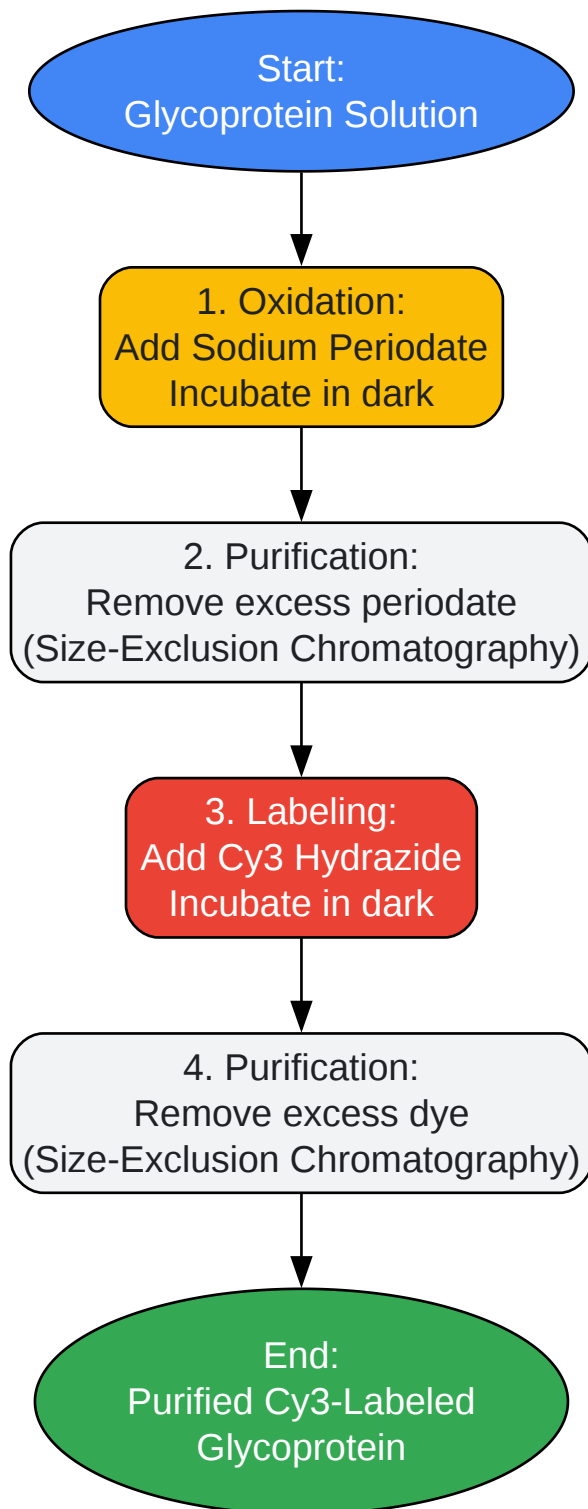 Start:
Glycoprotein Solution
1. Oxidation:
Add Sodium Periodate
Incubate in dark
2. Purification:
Remove excess periodate
(Size-Exclusion Chromatography)
3. Labeling:
Add Cy3 Hydrazide
Incubate in dark
4. Purification:
Remove excess dye
(Size-Exclusion Chromatography)
End:
Purified Cy3-Labeled
Glycoprotein